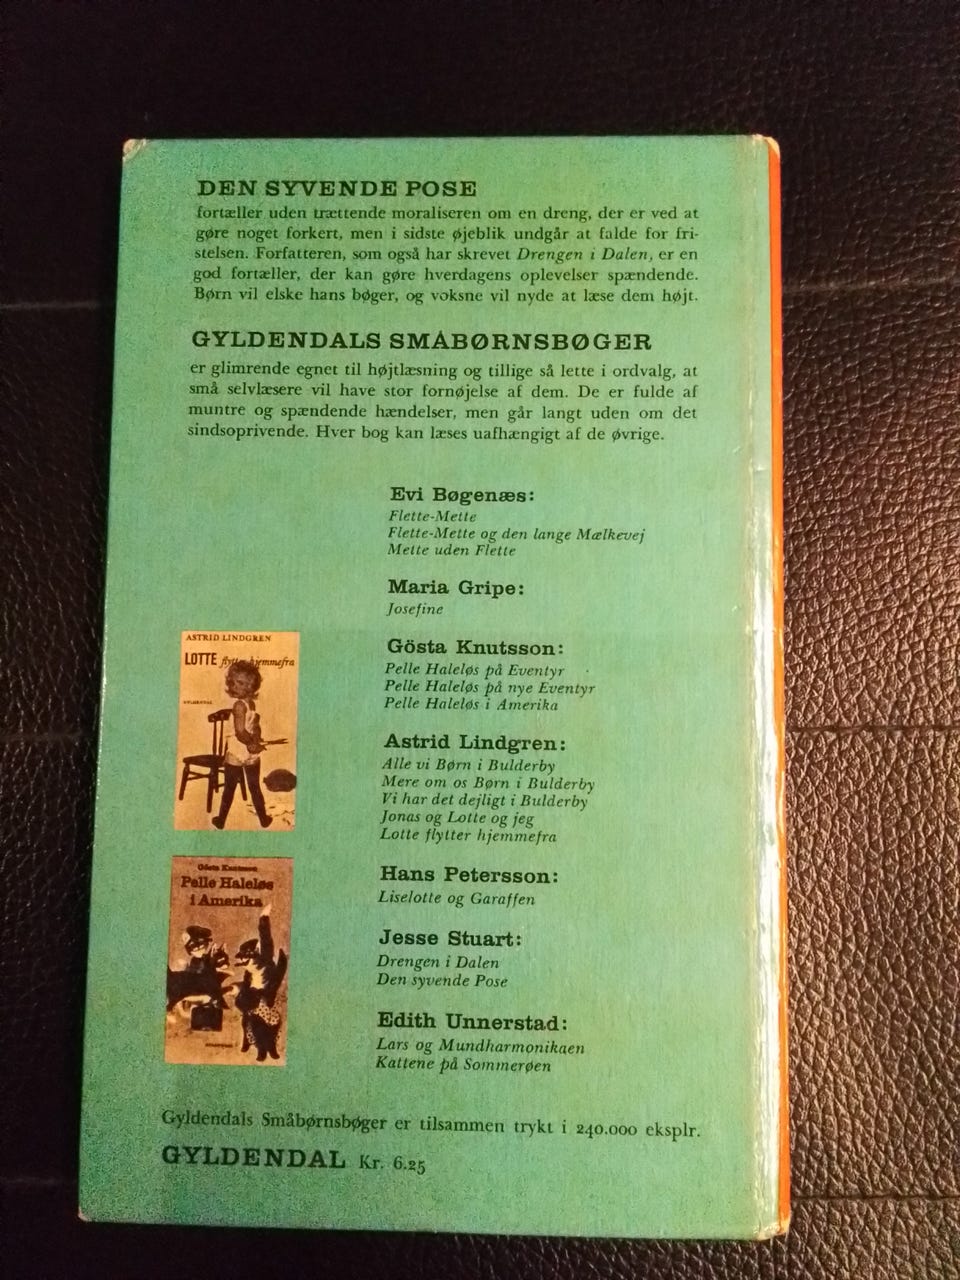 DEN SYVENDE POSE
fortæller uden trættende moraliseren om en dreng, der er ved at
gøre noget forkert, men i sidste øjeblik undgår at falde for fri-
stelsen. Forfatteren, som også har skrevet Drengen i Dalen, er en
god fortæller, der kan gøre hverdagens oplevelser spændende.
Børn vil elske hans bøger, og voksne vil nyde at læse dem højt.
GYLDENDALS SMÅBØRNSBØGER
er glimrende egnet til højtlæsning og tillige så lette i ordvalg, at
små selvlæsere vil have stor fornøjelse af dem. De er fulde af
muntre og spændende hændelser, men går langt uden om det
sindsoprivende. Hver bog kan læses uafhængigt af de øvrige.
Evi Bøgenæs:
Flette-Mette
Flette-Mette og den lange Mælkevej
Mette uden Flette
Maria Gripe:
Josefine
Gösta Knutsson:
Pelle Haleløs på Eventyr
Pelle Haleløs på nye Eventyr
Pelle Haleløs i Amerika
Astrid Lindgren:
Alle vi Børn i Bulderby
Mere om os Børn i Bulderby
Vi har det dejligt i Bulderby
Jonas og Lotte og jeg
Lotte flytter hjemmefra
Hans Petersson:
Liselotte og Garaffen
Jesse Stuart:
Drengen i Dalen
Den syvende Pose
Edith Unnerstad:
Lars og Mundharmonikaen
Kattene på Sommerøen
ASTRID LINDGREN
LOTTE flytter hjemmefra
GYLDENDAL
Gösta Knutsson
Pelle Haleløs
i Amerika
Gyldendals Småbørnsbøger er tilsammen trykt i 240.000 eksplr.
GYLDENDAL Kr. 6.25